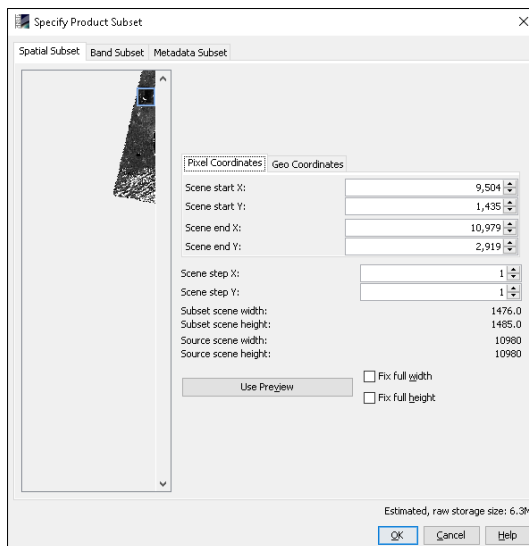 Specify Product Subset
Spatial Subset Band Subset Metadata Subset
Pixel Coordinates Geo Coordinates
Scene start X: 9,504
Scene start Y: 1,435
Scene end X: 10,979
Scene end Y: 2,919
Scene step X: 1
Scene step Y: 1
Subset scene width: 1476.0
Subset scene height: 1485.0
Source scene width: 10980
Source scene height: 10980
Use Preview
Fix full width
Fix full height
Estimated, raw storage size: 6.3M
OK Cancel Help